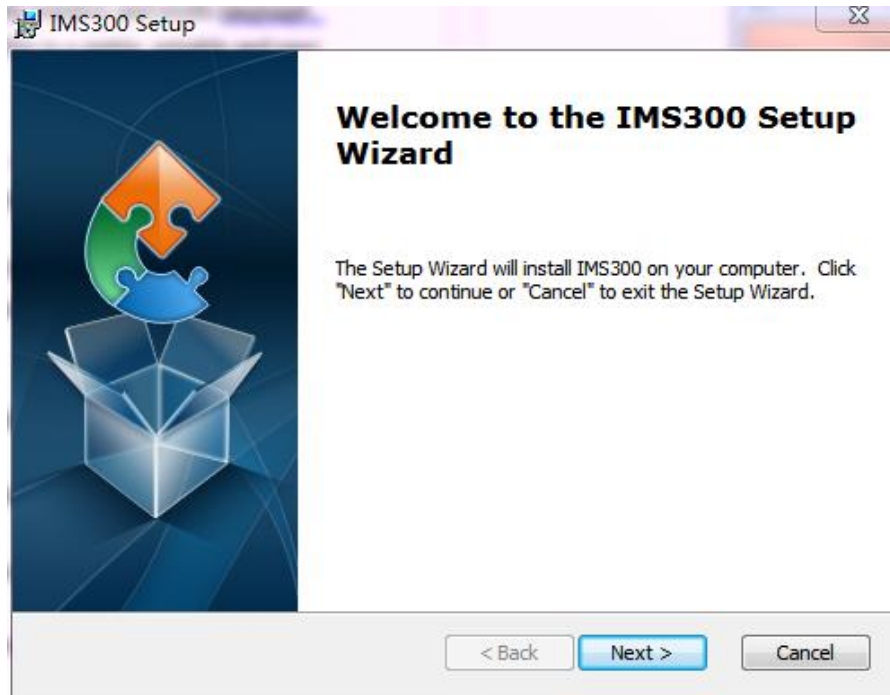 IMS300 Setup
Welcome to the IMS300 Setup
Wizard
The Setup Wizard will install IMS300 on your computer.  Click
"Next" to continue or "Cancel" to exit the Setup Wizard.
< Back
Next >
Cancel